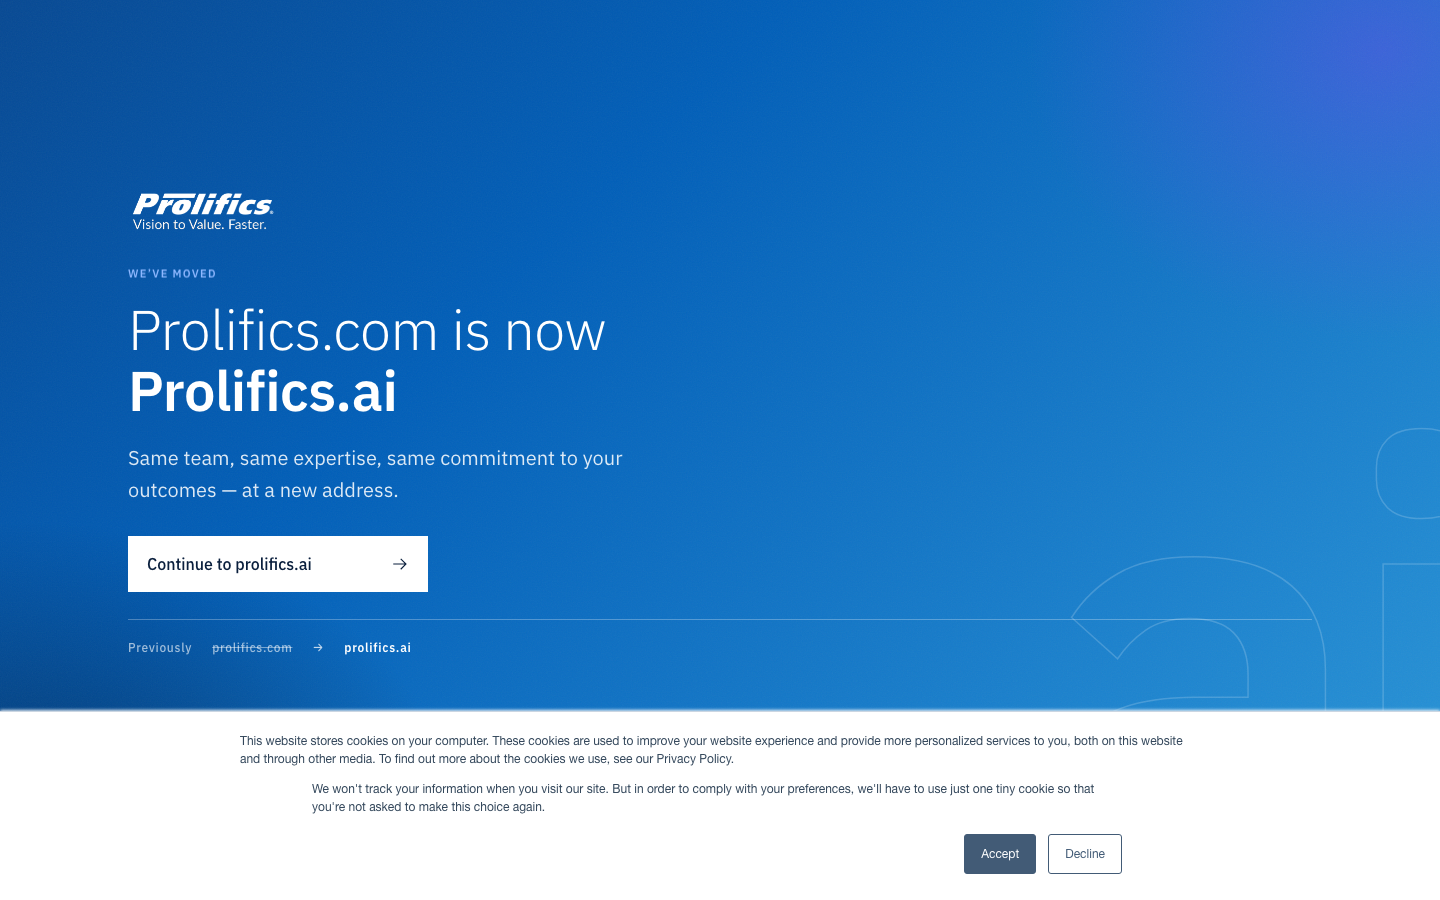 Prolifics®
Vision to Value. Faster.
WE'VE MOVED
Prolifics.com is now
Prolifics.ai
Same team, same expertise, same commitment to your
outcomes — at a new address.
Continue to prolifics.ai →
Previously prolifics.com → prolifics.ai
ai
This website stores cookies on your computer. These cookies are used to improve your website experience and provide more personalized services to you, both on this website
and through other media. To find out more about the cookies we use, see our Privacy Policy.
We won't track your information when you visit our site. But in order to comply with your preferences, we'll have to use just one tiny cookie so that
you're not asked to make this choice again.
Accept Decline